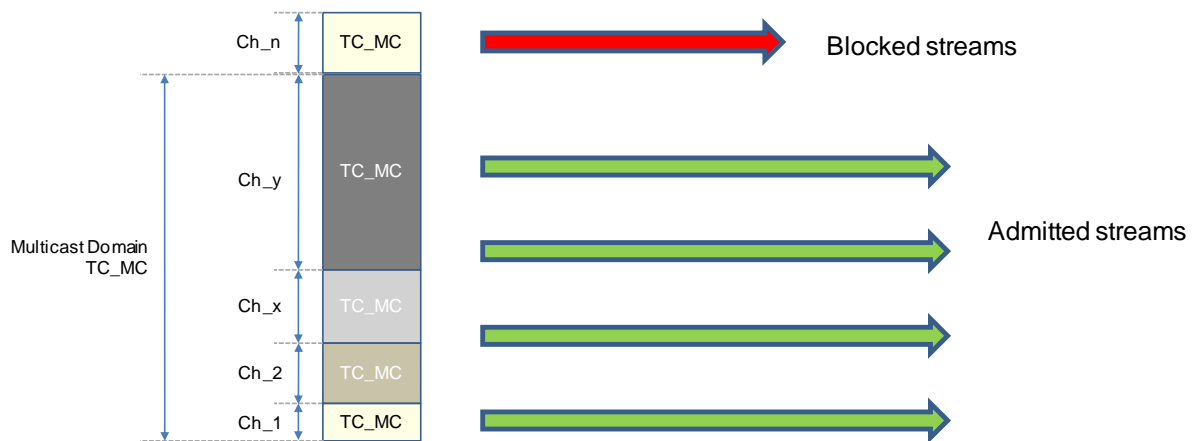 Ch_n
TC_MC
Blocked streams
Ch_y
TC_MC
Multicast Domain
TC_MC
Admitted streams
Ch_x
TC_MC
Ch_2
TC_MC
Ch_1
TC_MC